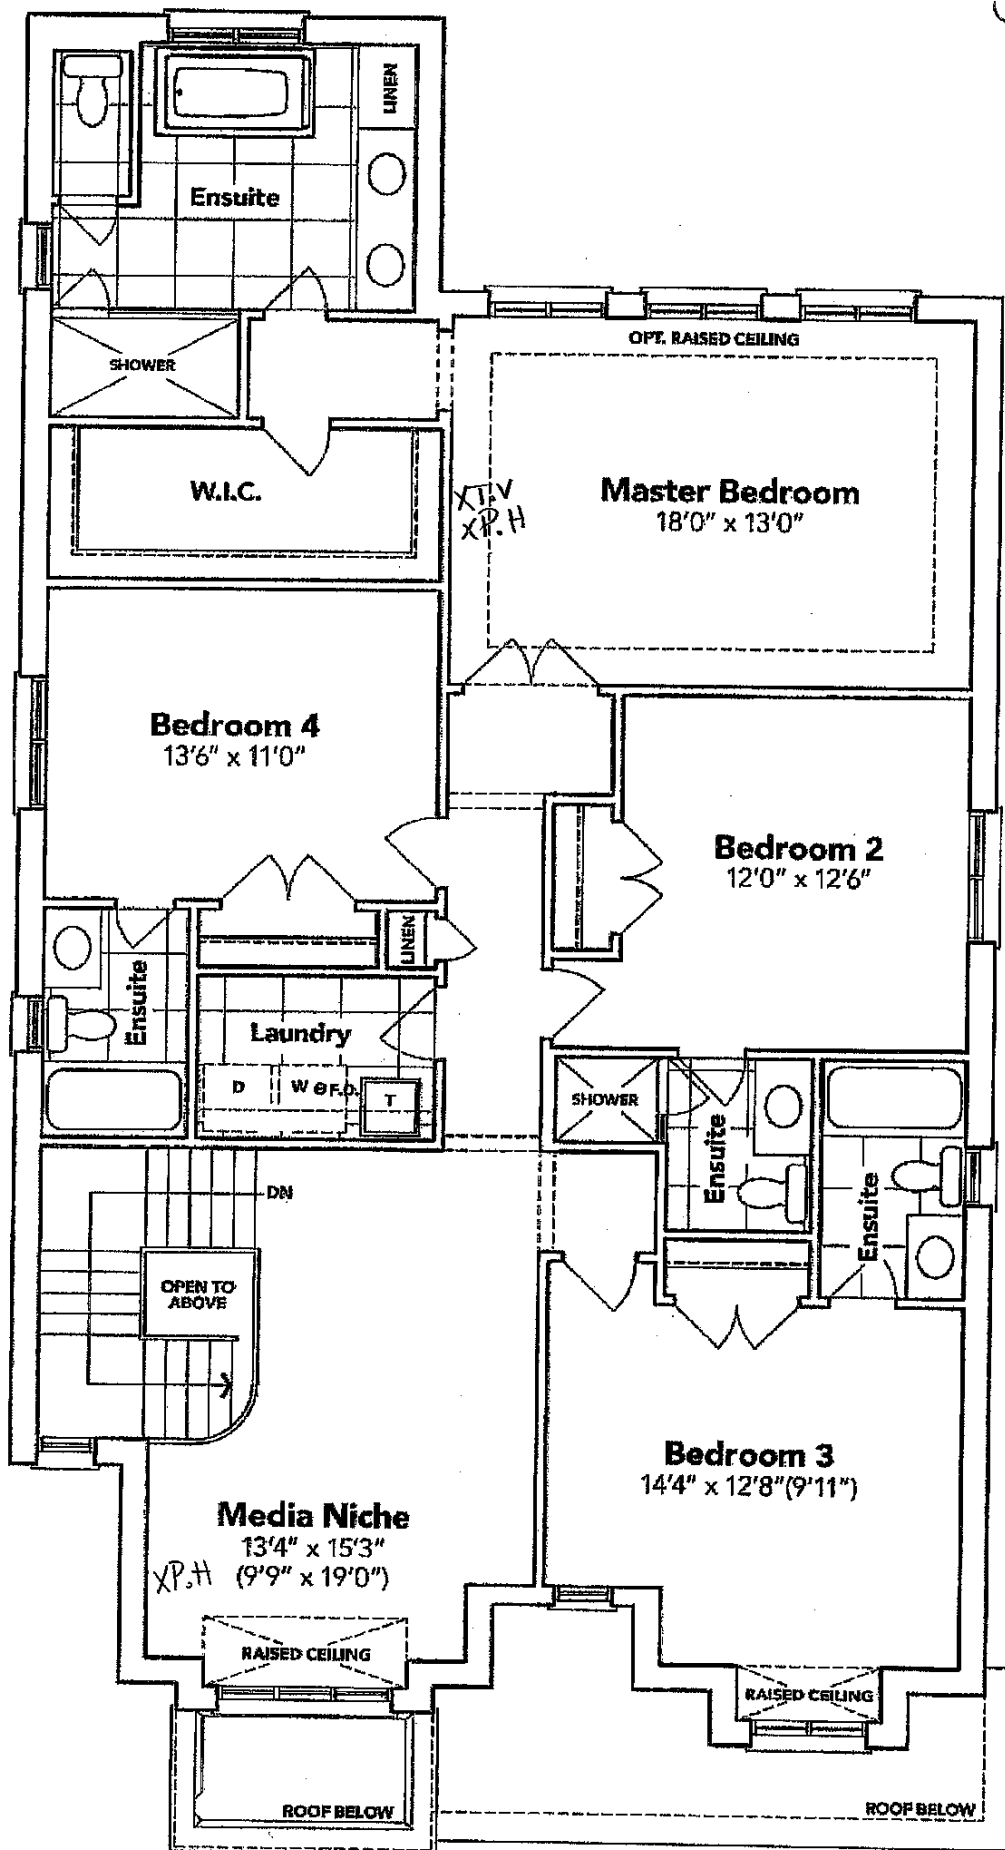 LINEN
Ensuite
OPT. RAISED CEILING
SHOWER
W.I.C.
XT.V
XP.H
Master Bedroom
18'0" x 13'0"
Bedroom 4
13'6" x 11'0"
Bedroom 2
12'0" x 12'6"
LINEN
Ensuite
Laundry
D
W
F.D.
T
SHOWER
Ensuite
Ensuite
DN
OPEN TO
ABOVE
Bedroom 3
14'4" x 12'8"(9'11")
Media Niche
13'4" x 15'3"
XP.H
(9'9" x 19'0")
RAISED CEILING
RAISED CEILING
ROOF BELOW
ROOF BELOW